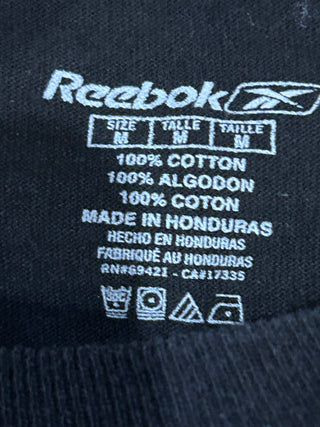 Reebok
SIZE TALLE TAILLE
M M M
100% COTTON
100% ALGODON
100% COTON
MADE IN HONDURAS
HECHO EN HONDURAS
FABRIQUÉ AU HONDURAS
RN#69421 - CA#17335